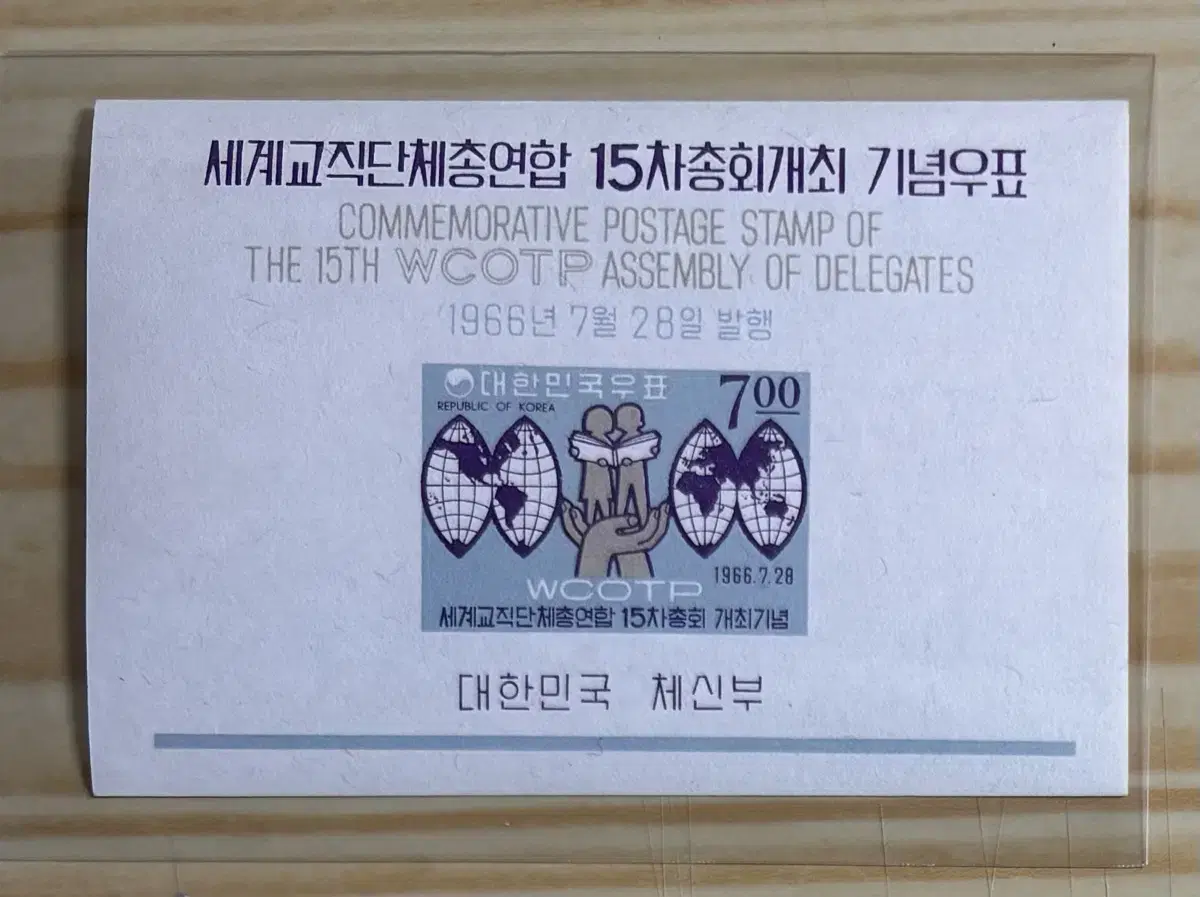 세계교직단체총연합 15차총회개최 기념우표
COMMEMORATIVE POSTAGE STAMP OF
THE 15TH WCOTP ASSEMBLY OF DELEGATES
1966년 7월 28일 발행
대한민국우표
REPUBLIC OF KOREA
700
WCOTP
1966.7.28
세계교직단체총연합 15차총회 개최기념
대한민국 체신부